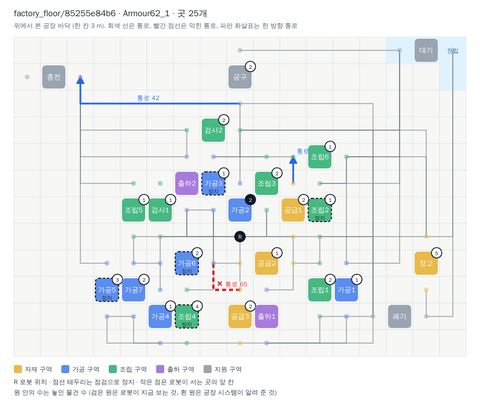 factory_floor/85255e84b6 · Armour62_1 · 곳 25개
위에서 본 공장 바닥 (한 칸 3 m). 회색 선은 통로, 빨간 점선은 막힌 통로, 파란 화살표는 한 방향 통로
대기
충전
공구
2
통로 42
검사2
2
통로
조립6
1
출하2
가공3
1
조립3
2
조립5
1
검사1
1
가공2
2
공급1
1
조립2
1
R
가공6
2
공급2
1
창고
5
✕ 통로 65
가공5
3
가공7
2
조립1
2
가공1
1
가공4
1
조립4
4
공급3
2
출하1
폐기
자재 구역
가공 구역
조립 구역
출하 구역
지원 구역
R 로봇 위치 · 점선 테두리는 점검으로 정지 · 작은 점은 로봇이 서는 곳의 앞 칸
원 안의 수는 놓인 물건 수 (검은 원은 로봇이 지금 보는 것, 흰 원은 공장 시스템이 알려 준 것)